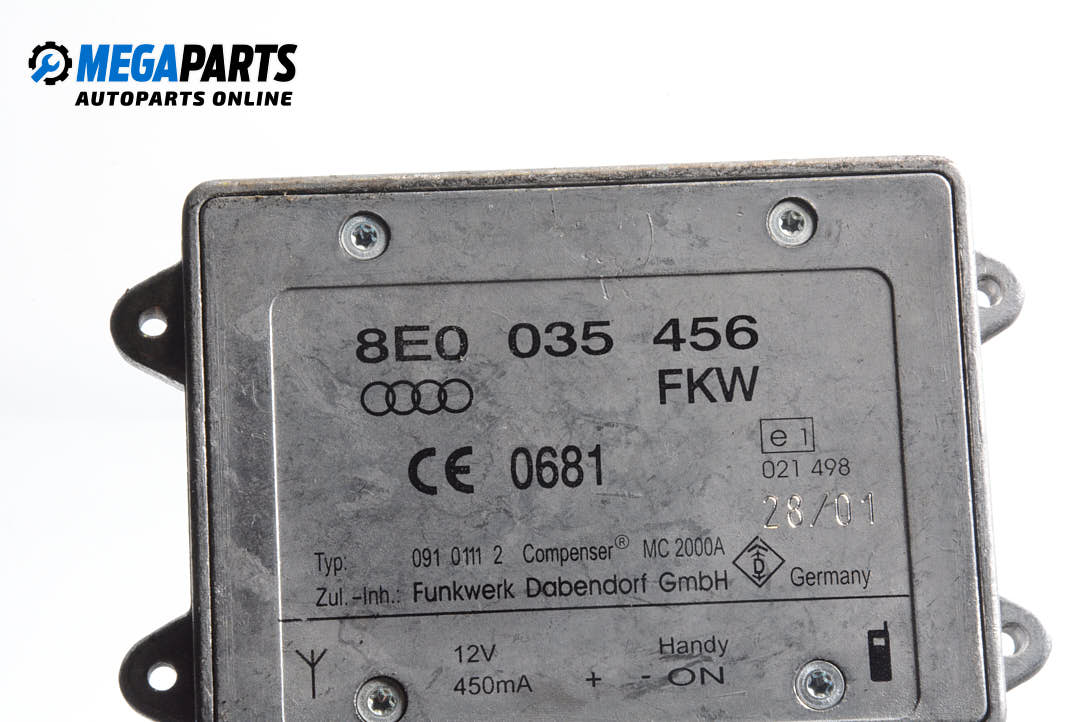 MEGAPARTS
AUTOPARTS ONLINE
8E0 035 456
FKW
CE 0681
e 1
021 498
28/01
Typ: 091 0111 2 Compenser® MC 2000A
Zul.-Inh.: Funkwerk Dabendorf GmbH D Germany
12V Handy
450mA + - ON